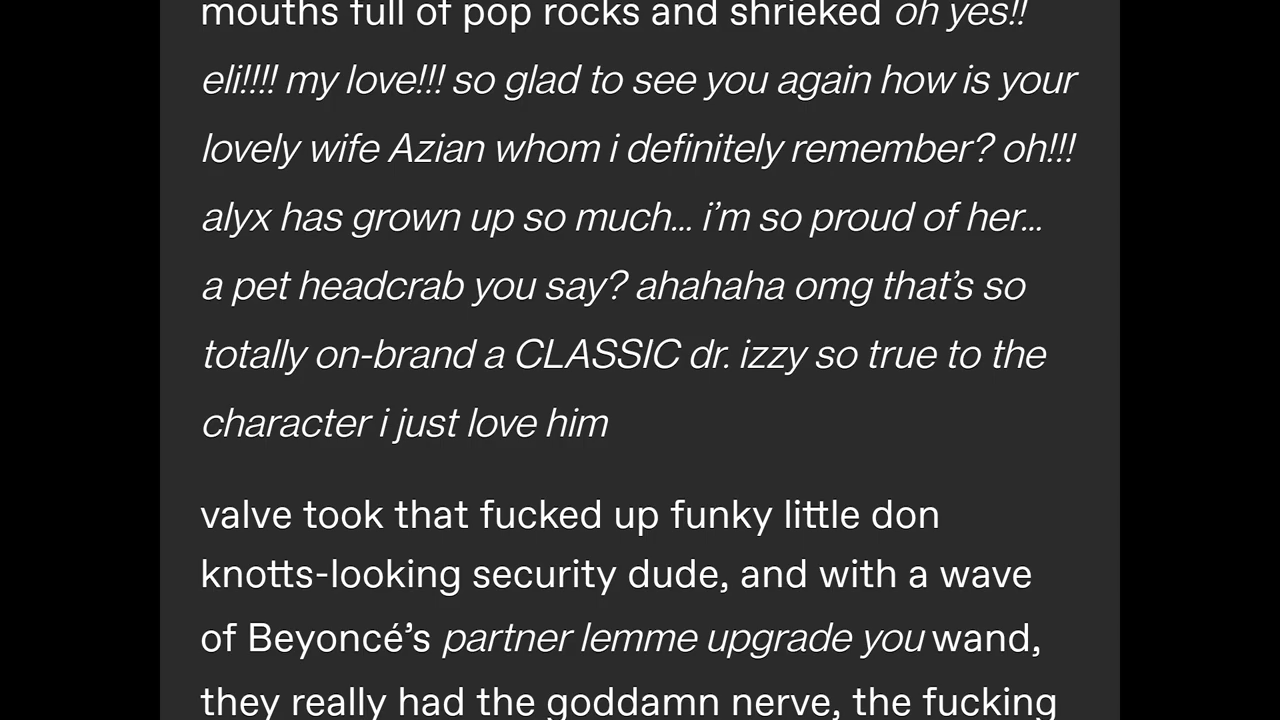 mouths full of pop rocks and shrieked oh yes!!
eli!!!! my love!!! so glad to see you again how is your
lovely wife Azian whom i definitely remember? oh!!!
alyx has grown up so much... i’m so proud of her...
a pet headcrab you say? ahahaha omg that’s so
totally on-brand a CLASSIC dr. izzy so true to the
character i just love him
valve took that fucked up funky little don
knotts-looking security dude, and with a wave
of Beyoncé’s partner lemme upgrade you wand,
they really had the goddamn nerve, the fucking